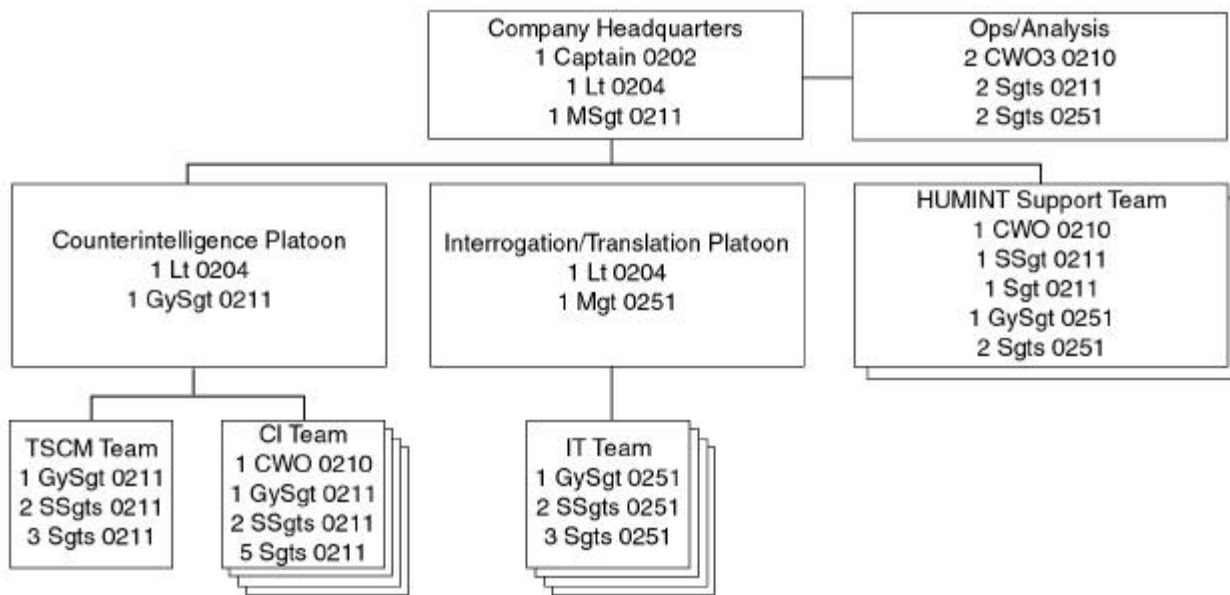 Company Headquarters
1 Captain 0202
1 Lt 0204
1 MSgt 0211
Ops/Analysis
2 CWO3 0210
2 Sgts 0211
2 Sgts 0251
Counterintelligence Platoon
1 Lt 0204
1 GySgt 0211
Interrogation/Translation Platoon
1 Lt 0204
1 Mgt 0251
HUMINT Support Team
1 CWO 0210
1 SSgt 0211
1 Sgt 0211
1 GySgt 0251
2 Sgts 0251
TSCM Team
1 GySgt 0211
2 SSgts 0211
3 Sgts 0211
CI Team
1 CWO 0210
1 GySgt 0211
2 SSgts 0211
5 Sgts 0211
IT Team
1 GySgt 0251
2 SSgts 0251
3 Sgts 0251